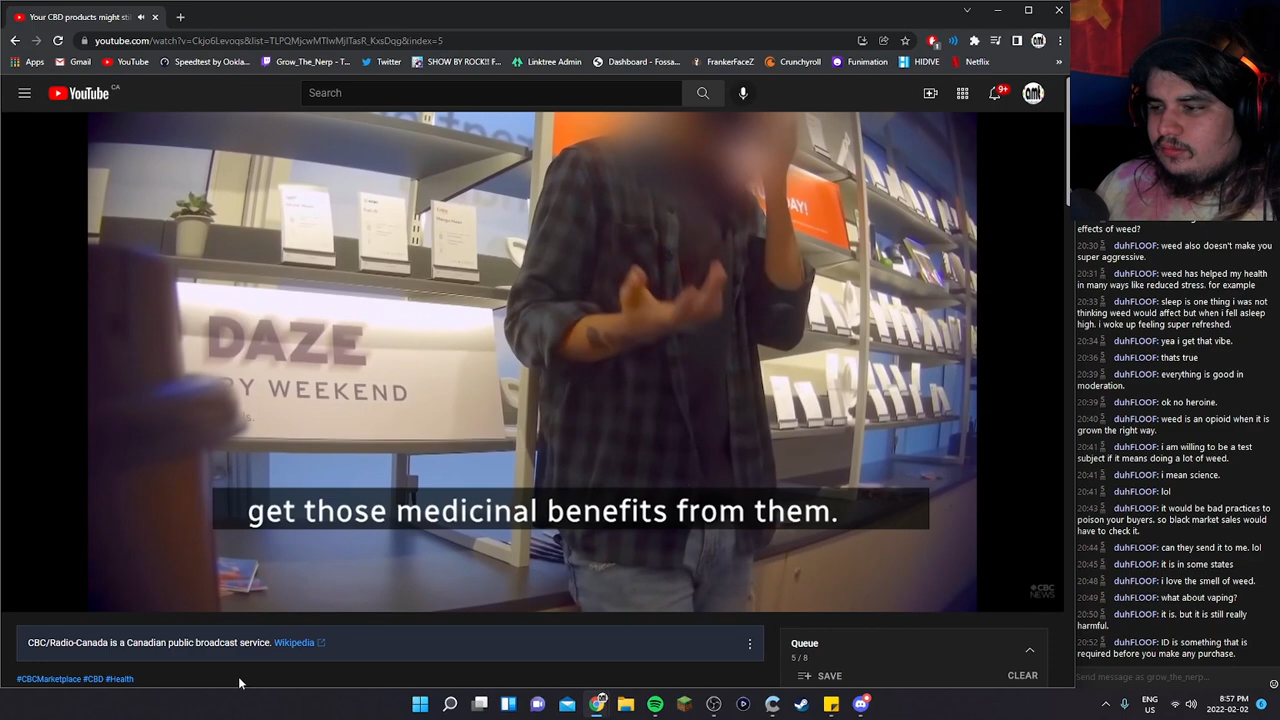 Your CBD products might sti
youtube.com/watch?v=Ckjo6Levoqs&list=TLPQMjcwMTIwMjITasR_KxsDqg&index=5
Apps
Gmail
YouTube
Speedtest by Ookla...
Grow_The_Nerp - T...
Twitter
SHOW BY ROCK!! F...
Linktree Admin
Dashboard - Fossa...
FrankerFaceZ
Crunchyroll
Funimation
HIDIVE
Netflix
»
YouTube CA
Search
9+
DAY!
DAZE
BY WEEKEND
get those medicinal benefits from them.
CBC
NEWS
CBC/Radio-Canada is a Canadian public broadcast service. Wikipedia
#CBCMarketplace #CBD #Health
Queue
5 / 8
SAVE
CLEAR
effects of weed?
20:30 duhFLOOF: weed also doesn't make you
super aggressive.
20:31 duhFLOOF: weed has helped my health
in many ways like reduced stress. for example
20:33 duhFLOOF: sleep is one thing i was not
thinking weed would affect but when i fell asleep
high. i woke up feeling super refreshed.
20:34 duhFLOOF: yea i get that vibe.
20:36 duhFLOOF: thats true
20:39 duhFLOOF: everything is good in
moderation.
20:39 duhFLOOF: ok no heroine.
20:40 duhFLOOF: weed is an opioid when it is
grown the right way.
20:41 duhFLOOF: i am willing to be a test
subject if it means doing a lot of weed.
20:41 duhFLOOF: i mean science.
20:41 duhFLOOF: lol
20:43 duhFLOOF: it would be bad practices to
poison your buyers. so black market sales would
have to check it.
20:44 duhFLOOF: can they send it to me. lol
20:45 duhFLOOF: it is in some states
20:48 duhFLOOF: i love the smell of weed.
20:49 duhFLOOF: what about vaping?
20:50 duhFLOOF: it is. but it is still really
harmful.
20:52 duhFLOOF: ID is something that is
required before you make any purchase.
Send message as grow_the_nerp...
ENG
US
8:57 PM
2022-02-02
6